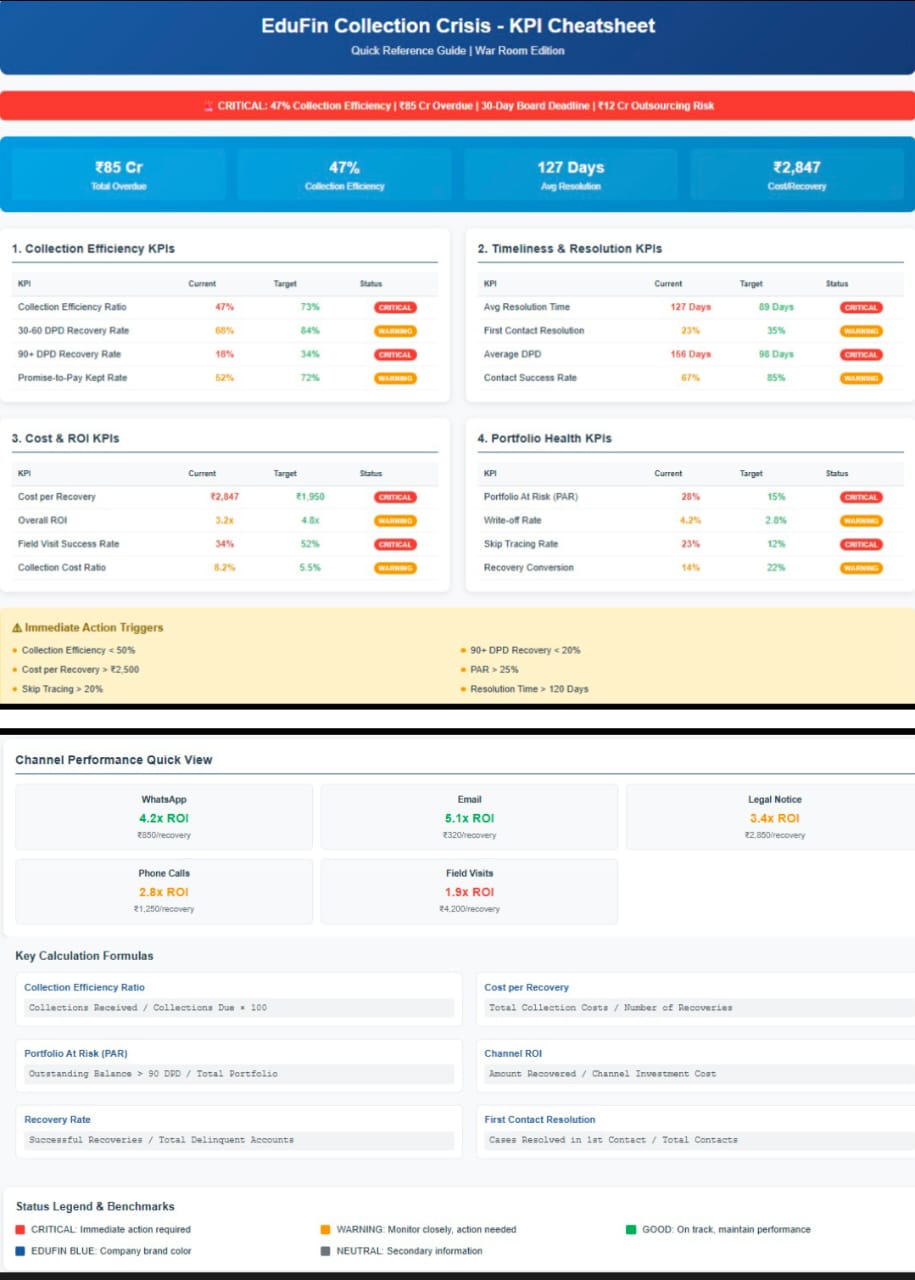 EduFin Collection Crisis - KPI Cheatsheet
Quick Reference Guide | War Room Edition
🚨 CRITICAL: 47% Collection Efficiency | ₹85 Cr Overdue | 30-Day Board Deadline | ₹12 Cr Outsourcing Risk
₹85 Cr
Total Overdue
47%
Collection Efficiency
127 Days
Avg Resolution
₹2,847
Cost/Recovery
1. Collection Efficiency KPIs
KPI Current Target Status
Collection Efficiency Ratio 47% 73% CRITICAL
30-60 DPD Recovery Rate 68% 84% WARNING
90+ DPD Recovery Rate 18% 34% CRITICAL
Promise-to-Pay Kept Rate 52% 72% WARNING
2. Timeliness & Resolution KPIs
KPI Current Target Status
Avg Resolution Time 127 Days 89 Days CRITICAL
First Contact Resolution 23% 35% WARNING
Average DPD 156 Days 98 Days CRITICAL
Contact Success Rate 67% 85% WARNING
3. Cost & ROI KPIs
KPI Current Target Status
Cost per Recovery ₹2,847 ₹1,950 CRITICAL
Overall ROI 3.2x 4.8x WARNING
Field Visit Success Rate 34% 52% CRITICAL
Collection Cost Ratio 8.2% 5.5% WARNING
4. Portfolio Health KPIs
KPI Current Target Status
Portfolio At Risk (PAR) 28% 15% CRITICAL
Write-off Rate 4.2% 2.8% WARNING
Skip Tracing Rate 23% 12% CRITICAL
Recovery Conversion 14% 22% WARNING
⚠ Immediate Action Triggers
• Collection Efficiency < 50%
• 90+ DPD Recovery < 20%
• Cost per Recovery > ₹2,500
• PAR > 25%
• Skip Tracing > 20%
• Resolution Time > 120 Days
Channel Performance Quick View
WhatsApp
4.2x ROI
₹850/recovery
Email
5.1x ROI
₹320/recovery
Legal Notice
3.4x ROI
₹2,850/recovery
Phone Calls
2.8x ROI
₹1,250/recovery
Field Visits
1.9x ROI
₹4,200/recovery
Key Calculation Formulas
Collection Efficiency Ratio
Collections Received / Collections Due × 100
Cost per Recovery
Total Collection Costs / Number of Recoveries
Portfolio At Risk (PAR)
Outstanding Balance > 90 DPD / Total Portfolio
Channel ROI
Amount Recovered / Channel Investment Cost
Recovery Rate
Successful Recoveries / Total Delinquent Accounts
First Contact Resolution
Cases Resolved in 1st Contact / Total Contacts
Status Legend & Benchmarks
CRITICAL: Immediate action required
WARNING: Monitor closely, action needed
GOOD: On track, maintain performance
EDUFIN BLUE: Company brand color
NEUTRAL: Secondary information